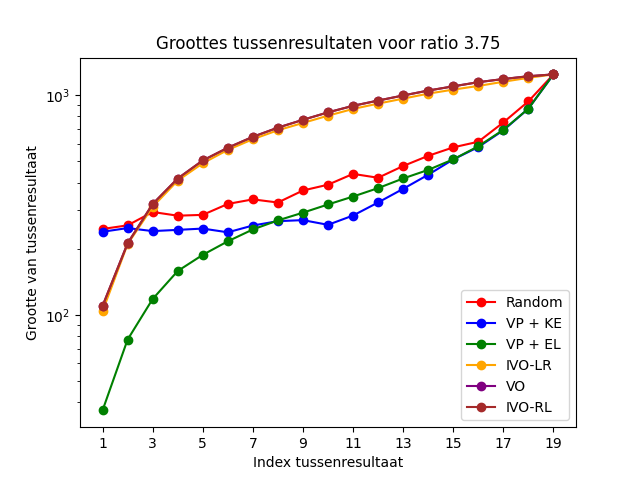 Groottes tussenresultaten voor ratio 3.75
Grootte van tussenresultaat
10³
10²
Random
VP + KE
VP + EL
IVO-LR
VO
IVO-RL
1 3 5 7 9 11 13 15 17 19
Index tussenresultaat